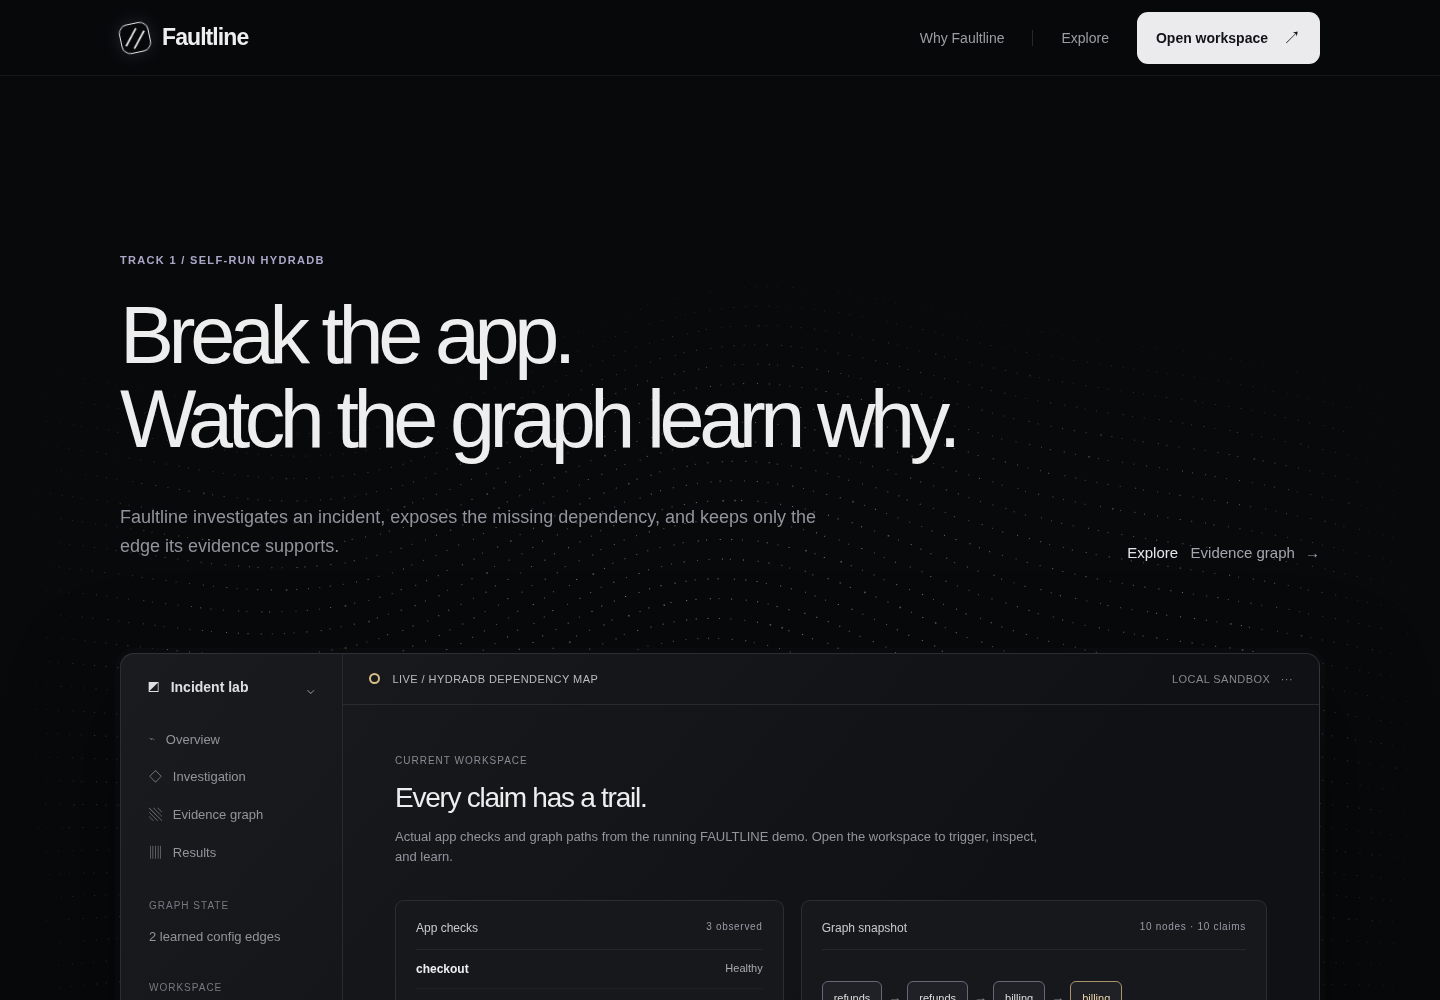 Faultline
Why Faultline
Explore
Open workspace ↗
TRACK 1 / SELF-RUN HYDRADB
Break the app.
Watch the graph learn why.
Faultline investigates an incident, exposes the missing dependency, and keeps only the
edge its evidence supports.
Explore Evidence graph →
Incident lab
LIVE / HYDRADB DEPENDENCY MAP
LOCAL SANDBOX ···
Overview
Investigation
Evidence graph
Results
GRAPH STATE
2 learned config edges
WORKSPACE
CURRENT WORKSPACE
Every claim has a trail.
Actual app checks and graph paths from the running FAULTLINE demo. Open the workspace to trigger, inspect,
and learn.
App checks
3 observed
checkout
Healthy
Graph snapshot
10 nodes · 10 claims
refunds → refunds → billing → billing